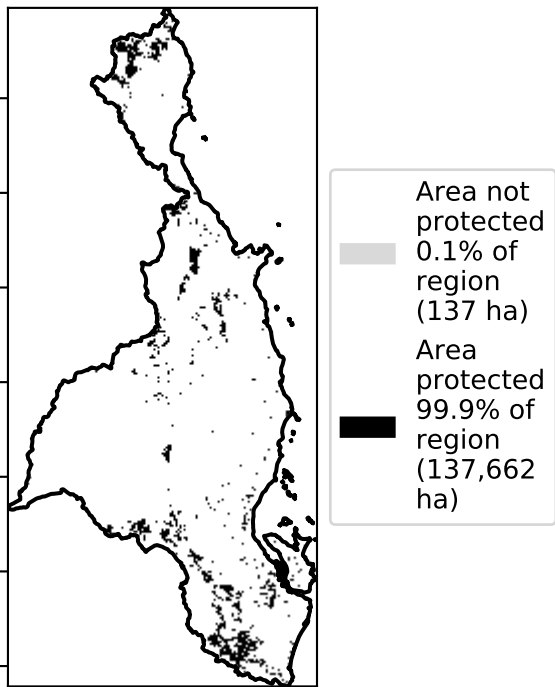 Area not
protected
0.1% of
region
(137 ha)
Area
protected
99.9% of
region
(137,662
ha)